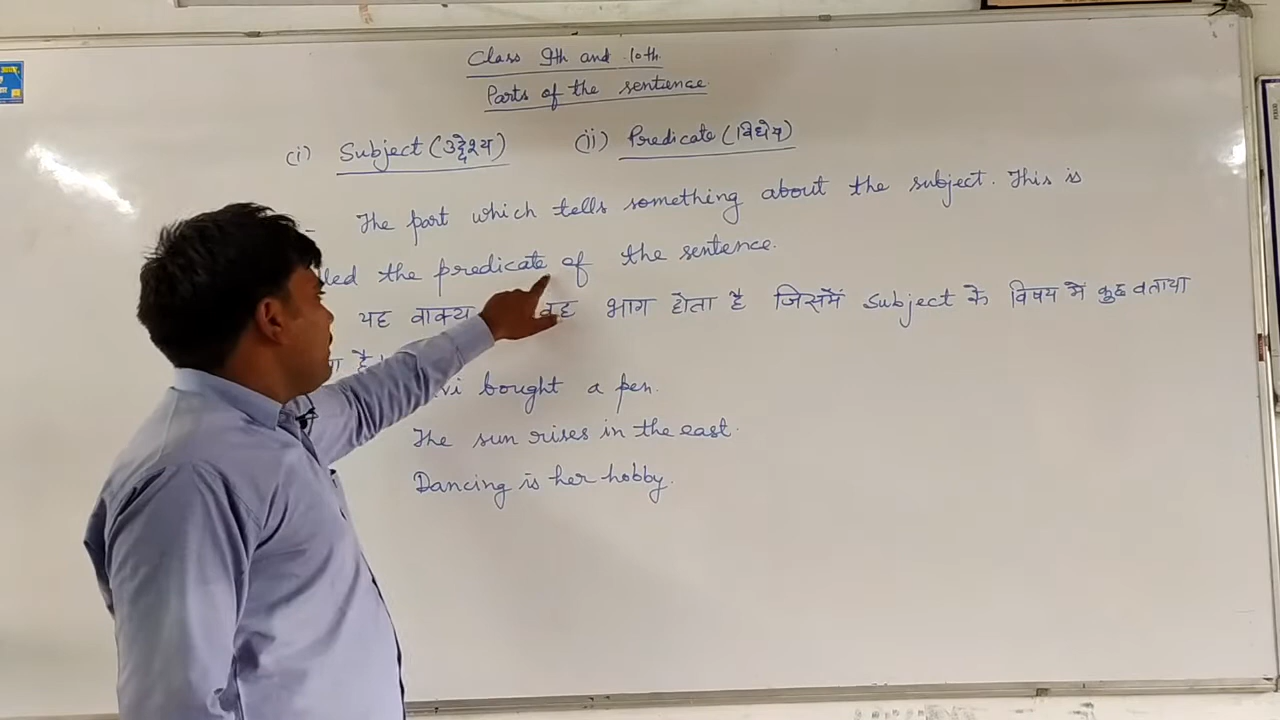 Class 9th and 10th.
Parts of the sentence.
(i) Subject (उद्देश्य) (ii) Predicate (विधेय)
The part which tells something about the subject. This is
led the predicate of the sentence.
यह वाक्य वह भाग होता है जिसमें subject के विषय में कुछ बताया
है।
vi bought a pen.
The sun rises in the east.
Dancing is her hobby.